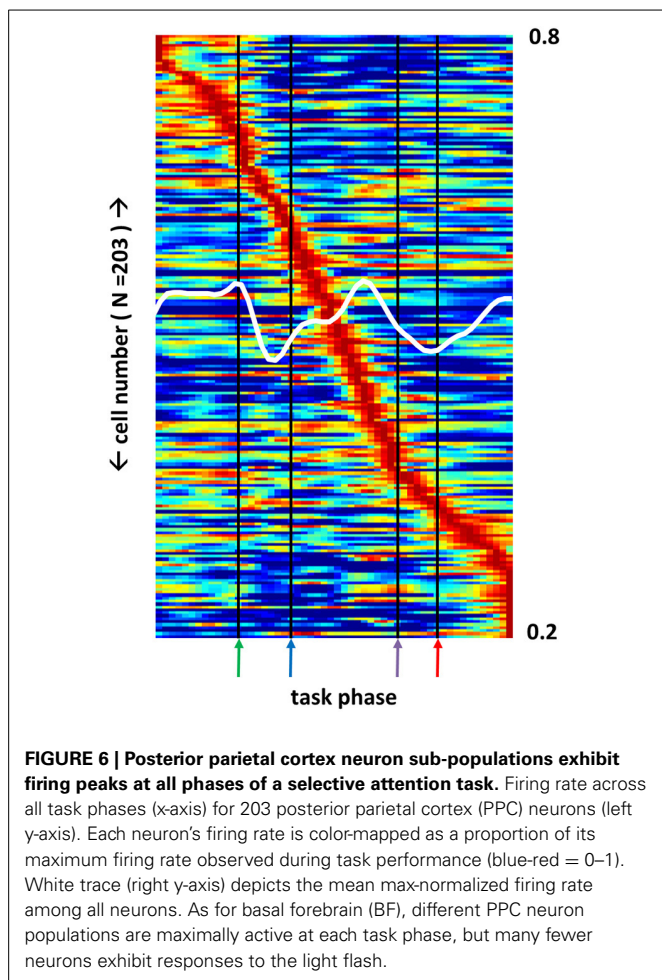 0.8
← cell number ( N =203 ) →
0.2
task phase
FIGURE 6 | Posterior parietal cortex neuron sub-populations exhibit
firing peaks at all phases of a selective attention task. Firing rate across
all task phases (x-axis) for 203 posterior parietal cortex (PPC) neurons (left
y-axis). Each neuron's firing rate is color-mapped as a proportion of its
maximum firing rate observed during task performance (blue-red = 0–1).
White trace (right y-axis) depicts the mean max-normalized firing rate
among all neurons. As for basal forebrain (BF), different PPC neuron
populations are maximally active at each task phase, but many fewer
neurons exhibit responses to the light flash.